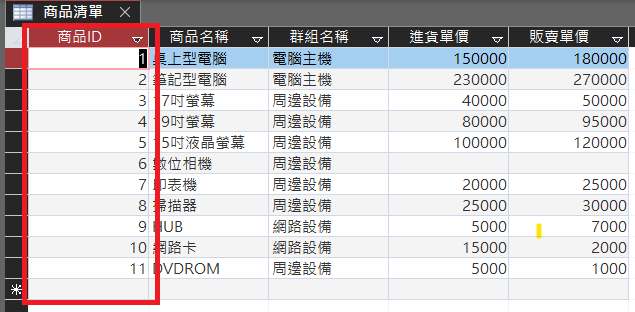 商品清單
商品ID 商品名稱 群組名稱 進貨單價 販賣單價
1 桌上型電腦 電腦主機 150000 180000
2 筆記型電腦 電腦主機 230000 270000
3 17吋螢幕 周邊設備 40000 50000
4 19吋螢幕 周邊設備 80000 95000
5 15吋液晶螢幕 周邊設備 100000 120000
6 數位相機 周邊設備
7 印表機 周邊設備 20000 25000
8 掃描器 周邊設備 25000 30000
9 HUB 網路設備 5000 7000
10 網路卡 網路設備 15000 2000
11 DVDROM 周邊設備 5000 1000